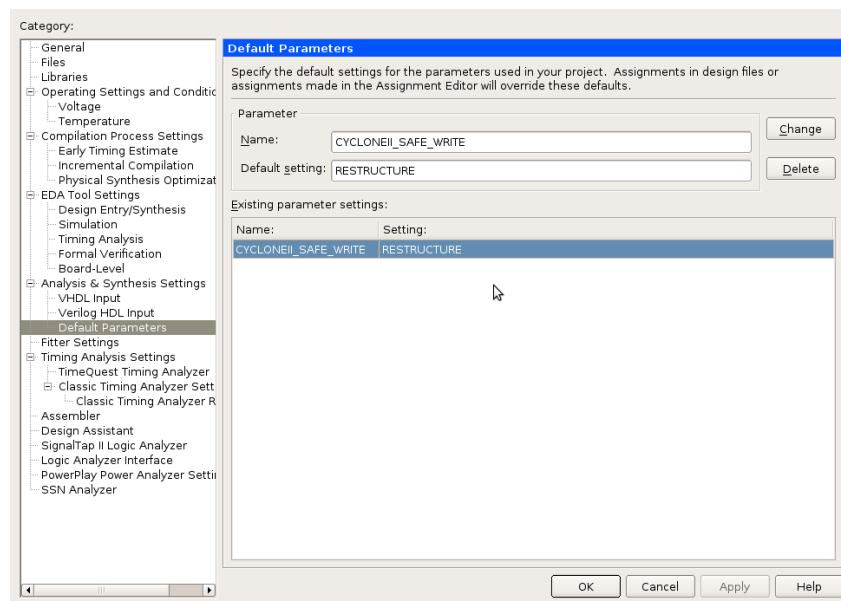 Category:
General
Files
Libraries
Operating Settings and Conditic
Voltage
Temperature
Compilation Process Settings
Early Timing Estimate
Incremental Compilation
Physical Synthesis Optimizat
EDA Tool Settings
Design Entry/Synthesis
Simulation
Timing Analysis
Formal Verification
Board-Level
Analysis & Synthesis Settings
VHDL Input
Verilog HDL Input
Default Parameters
Fitter Settings
Timing Analysis Settings
TimeQuest Timing Analyzer
Classic Timing Analyzer Sett
Classic Timing Analyzer R
Assembler
Design Assistant
SignalTap II Logic Analyzer
Logic Analyzer Interface
PowerPlay Power Analyzer Settin
SSN Analyzer
Default Parameters
Specify the default settings for the parameters used in your project. Assignments in design files or
assignments made in the Assignment Editor will override these defaults.
Parameter
Name: CYCLONEII_SAFE_WRITE
Default setting: RESTRUCTURE
Change
Delete
Existing parameter settings:
Name: Setting:
CYCLONEII_SAFE_WRITE RESTRUCTURE
OK Cancel Apply Help